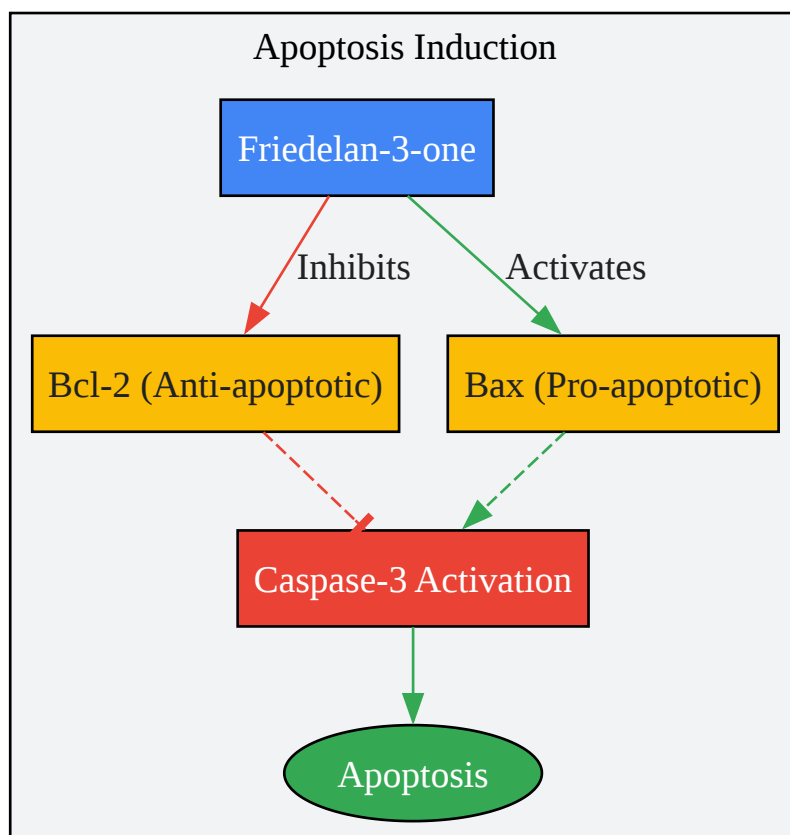 Apoptosis Induction
Friedelan-3-one
Inhibits
Activates
Bcl-2 (Anti-apoptotic)
Bax (Pro-apoptotic)
Caspase-3 Activation
Apoptosis